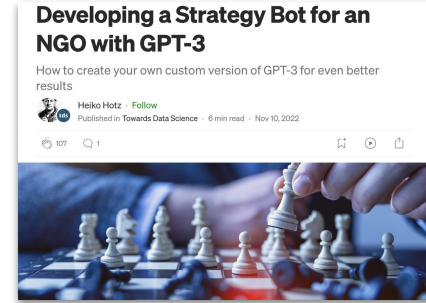 Developing a Strategy Bot for an
NGO with GPT-3
How to create your own custom version of GPT-3 for even better
results
Heiko Hotz · Follow
tds
Published in Towards Data Science · 6 min read · Nov 10, 2022
107 1